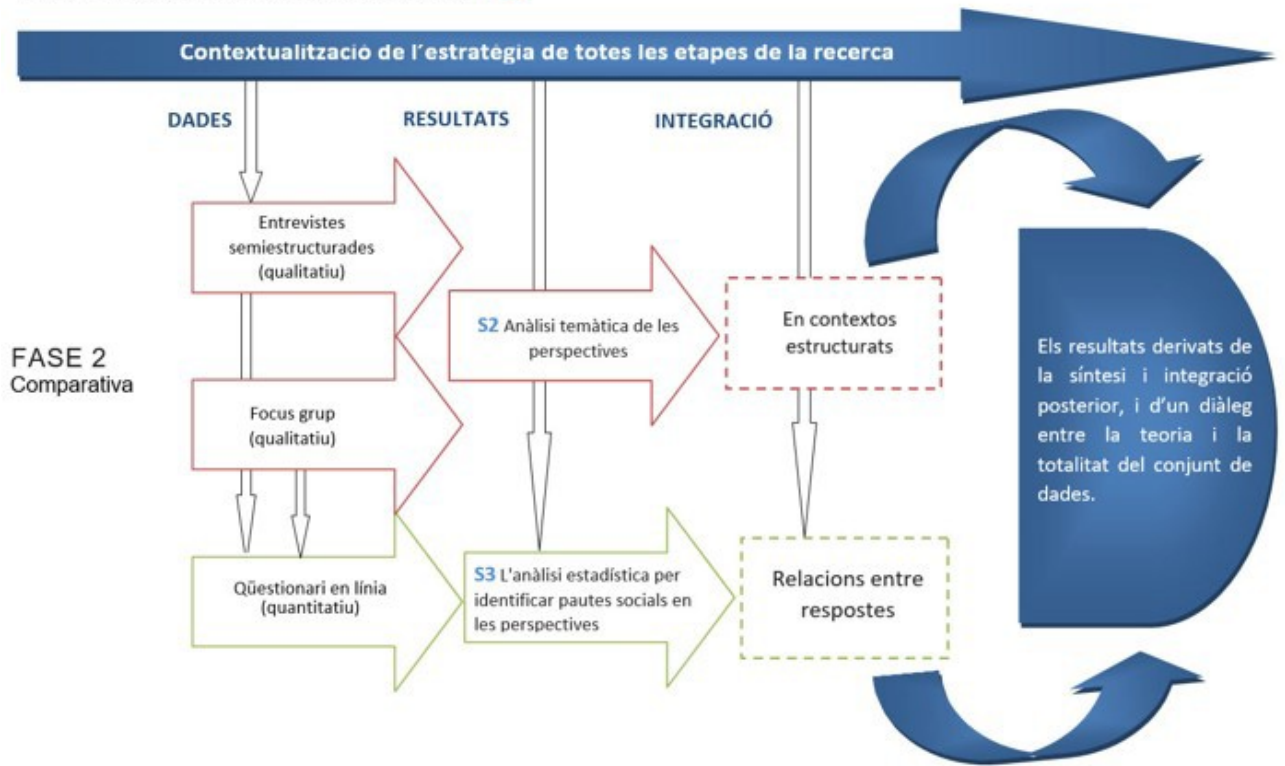 Contextualització de l´estratègia de totes les etapes de la recerca
DADES
RESULTATS
INTEGRACIÓ
Entrevistes
semiestructurades
(qualitatiu)
S2 Anàlisi temàtica de les
perspectives
En contextos
estructurats
FASE 2
Comparativa
Focus grup
(qualitatiu)
Qüestionari en línia
(quantitatiu)
S3 L'anàlisi estadística per
identificar pautes socials en
les perspectives
Relacions entre
respostes
Els resultats derivats de
la síntesi i integració
posterior, i d’un diàleg
entre la teoria i la
totalitat del conjunt de
dades.